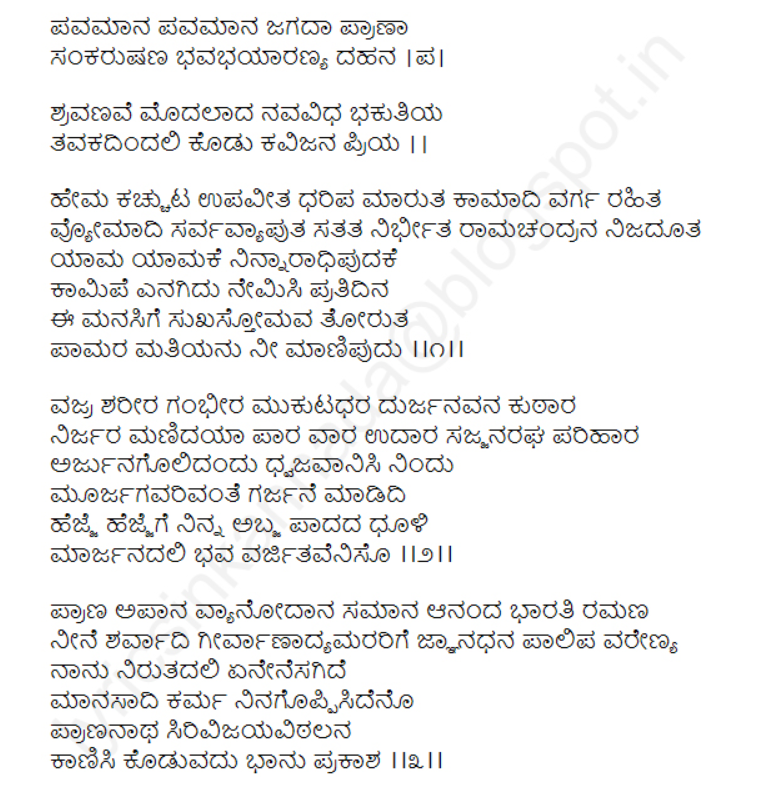 ಪವಮಾನ ಪವಮಾನ ಜಗದಾ ಪ್ರಾಣಾ
ಸಂಕರುಷಣ ಭವಭಯಾರಣ್ಯ ದಹನ ।ಪ।
ಶ್ರವಣವೆ ಮೊದಲಾದ ನವವಿಧ ಭಕುತಿಯ
ತವಕದಿಂದಲಿ ಕೊಡು ಕವಿಜನ ಪ್ರಿಯ ।।
ಹೇಮ ಕಚ್ಚುಟ ಉಪವೀತ ಧರಿಪ ಮಾರುತ ಕಾಮಾದಿ ವರ್ಗ ರಹಿತ
ವ್ಯೋಮಾದಿ ಸರ್ವವ್ಯಾಪುತ ಸತತ ನಿರ್ಭೀತ ರಾಮಚಂದ್ರನ ನಿಜದೂತ
ಯಾಮ ಯಾಮಕೆ ನಿನ್ನಾರಾಧಿಪುದಕೆ
ಕಾಮಿಪೆ ಎನಗಿದು ನೇಮಿಸಿ ಪ್ರತಿದಿನ
ಈ ಮನಸಿಗೆ ಸುಖಸ್ತೋಮವ ತೋರುತ
ಪಾಮರ ಮತಿಯನು ನೀ ಮಾಣಿಪುದು ।।೧।।
ವಜ್ರ ಶರೀರ ಗಂಭೀರ ಮುಕುಟಧರ ದುರ್ಜನವನ ಕುಠಾರ
ನಿರ್ಜರ ಮಣಿದಯಾ ಪಾರ ವಾರ ಉದಾರ ಸಜ್ಜನರಘ ಪರಿಹಾರ
ಅರ್ಜುನಗೊಲಿದಂದು ಧ್ವಜವಾನಿಸಿ ನಿಂದು
ಮೂರ್ಜಗವರಿವಂತೆ ಗರ್ಜನೆ ಮಾಡಿದಿ
ಹೆಜ್ಜೆ ಹೆಜ್ಜೆಗೆ ನಿನ್ನ ಅಬ್ಜ ಪಾದದ ಧೂಳಿ
ಮಾರ್ಜನದಲಿ ಭವ ವರ್ಜಿತವೆನಿಸೊ ।।೨।।
ಪ್ರಾಣ ಅಪಾನ ವ್ಯಾನೋದಾನ ಸಮಾನ ಆನಂದ ಭಾರತಿ ರಮಣ
ನೀನೆ ಶರ್ವಾದಿ ಗೀರ್ವಾಣಾದ್ಯಮರರಿಗೆ ಜ್ಞಾನಧನ ಪಾಲಿಪ ವರೇಣ್ಯ
ನಾನು ನಿರುತದಲಿ ಏನೇನೆಸಗಿದೆ
ಮಾನಸಾದಿ ಕರ್ಮ ನಿನಗೊಪ್ಪಿಸಿದೆನೊ
ಪ್ರಾಣನಾಥ ಸಿರಿವಿಜಯವಿಠಲನ
ಕಾಣಿಸಿ ಕೊಡುವದು ಭಾನು ಪ್ರಕಾಶ ।।೩।।
lyricsinkannada@blogspot.in